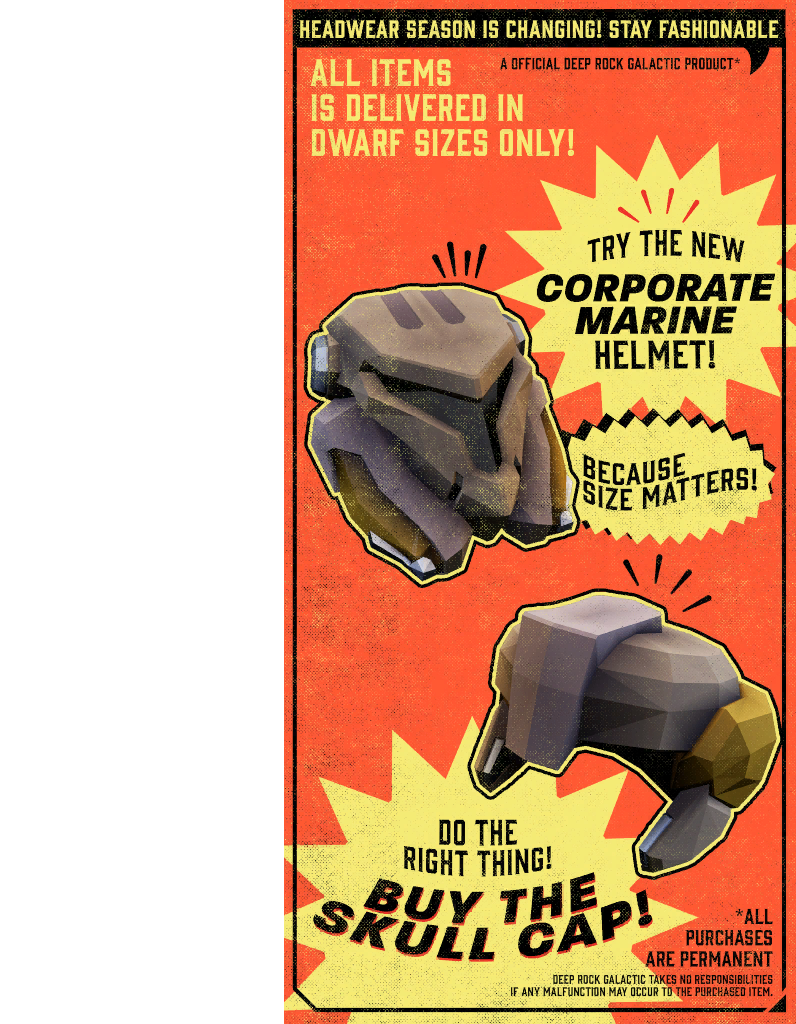 HEADWEAR SEASON IS CHANGING! STAY FASHIONABLE
A OFFICIAL DEEP ROCK GALACTIC PRODUCT*
ALL ITEMS
IS DELIVERED IN
DWARF SIZES ONLY!
TRY THE NEW
CORPORATE
MARINE
HELMET!
BECAUSE
SIZE MATTERS!
DO THE
RIGHT THING!
BUY THE
SKULL CAP!
*ALL
PURCHASES
ARE PERMANENT
DEEP ROCK GALACTIC TAKES NO RESPONSIBILITIES
IF ANY MALFUNCTION MAY OCCUR TO THE PURCHASED ITEM.